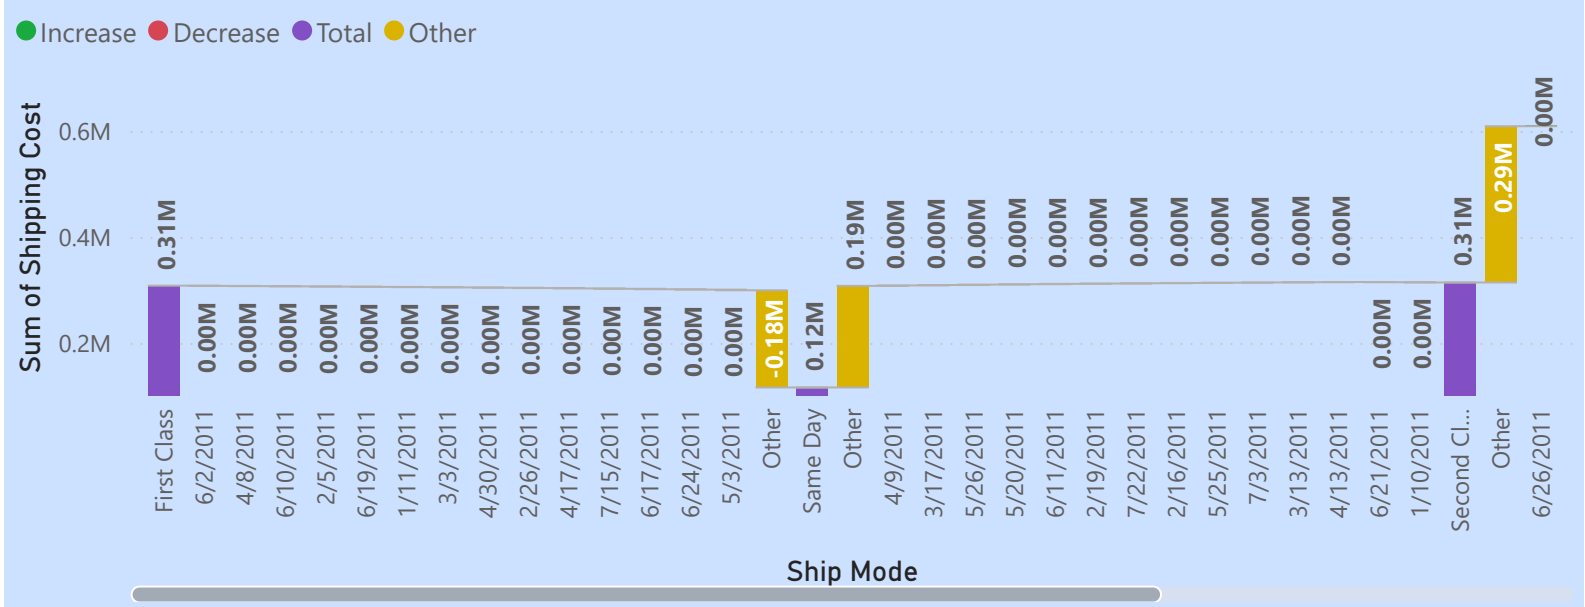 Increase Decrease Total Other
Sum of Shipping Cost
0.6M
0.4M
0.2M
0.31M
0.00M
0.00M
0.00M
0.00M
0.00M
0.00M
0.00M
0.00M
0.00M
0.00M
0.00M
0.00M
0.00M
0.00M
-0.18M
0.12M
0.19M
0.00M
0.00M
0.00M
0.00M
0.00M
0.00M
0.00M
0.00M
0.00M
0.00M
0.00M
0.00M
0.00M
0.00M
0.31M
0.29M
0.00M
First Class
6/2/2011
4/8/2011
6/10/2011
2/5/2011
6/19/2011
1/11/2011
3/3/2011
4/30/2011
2/26/2011
4/17/2011
7/15/2011
6/17/2011
6/24/2011
5/3/2011
Other
Same Day
Other
4/9/2011
3/17/2011
5/26/2011
5/20/2011
6/11/2011
2/19/2011
7/22/2011
2/16/2011
5/25/2011
7/3/2011
3/13/2011
4/13/2011
6/21/2011
1/10/2011
Second Cl...
Other
6/26/2011
Ship Mode